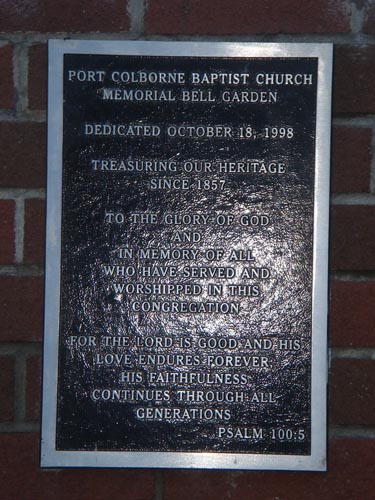 PORT COLBORNE BAPTIST CHURCH
MEMORIAL BELL GARDEN
DEDICATED OCTOBER 18, 1998
TREASURING OUR HERITAGE
SINCE 1857
TO THE GLORY OF GOD
AND
IN MEMORY OF ALL
WHO HAVE SERVED AND
WORSHIPPED IN THIS
CONGREGATION
FOR THE LORD IS GOOD AND HIS
LOVE ENDURES FOREVER
HIS FAITHFULNESS
CONTINUES THROUGH ALL
GENERATIONS
PSALM 100:5